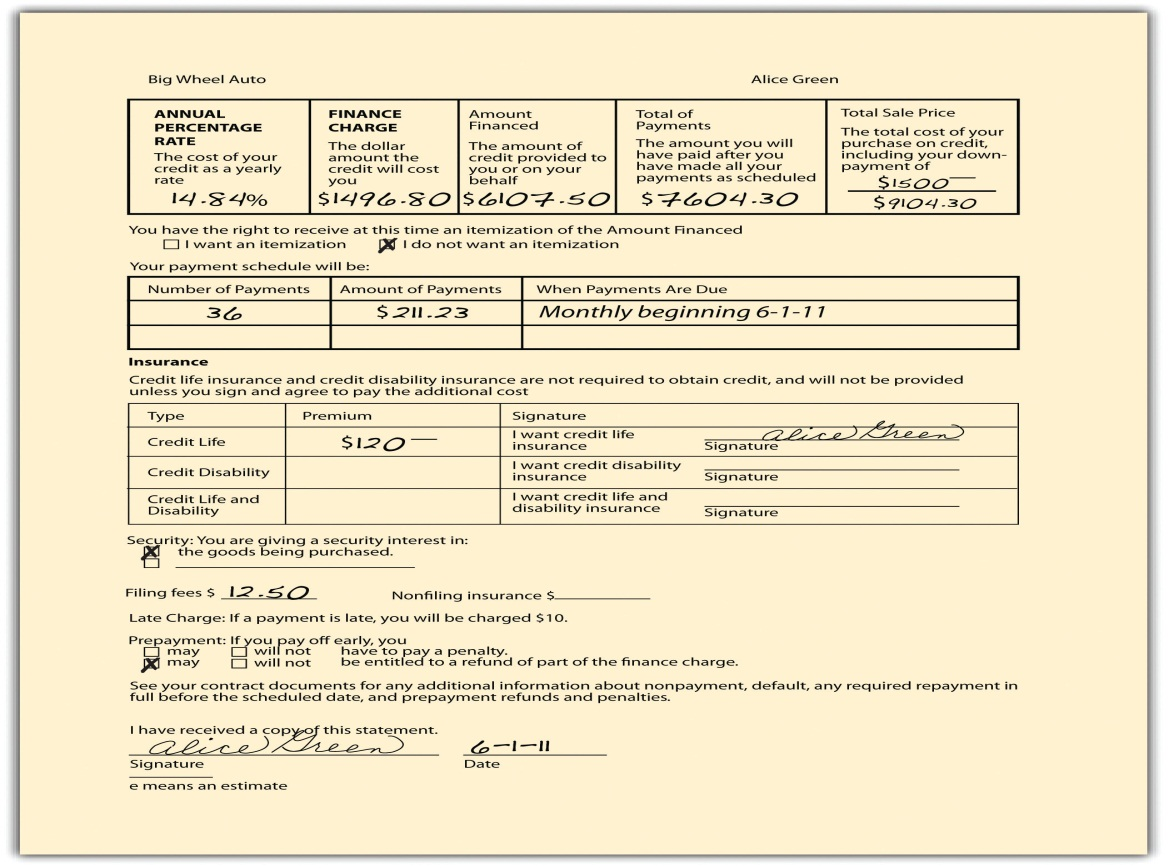 Big Wheel Auto Alice Green
ANNUAL PERCENTAGE RATE
The cost of your credit as a yearly rate
14.84%
FINANCE CHARGE
The dollar amount the credit will cost you
$1496.80
Amount Financed
The amount of credit provided to you or on your behalf
$6107.50
Total of Payments
The amount you will have paid after you have made all your payments as scheduled
$7604.30
Total Sale Price
The total cost of your purchase on credit, including your down-payment of
$1500—
$9104.30
You have the right to receive at this time an itemization of the Amount Financed
I want an itemization I do not want an itemization
Your payment schedule will be:
Number of Payments Amount of Payments When Payments Are Due
36 $211.23 Monthly beginning 6-1-11
Insurance
Credit life insurance and credit disability insurance are not required to obtain credit, and will not be provided
unless you sign and agree to pay the additional cost
Type Premium Signature
Credit Life $120— I want credit life insurance Alice Green
Signature
Credit Disability I want credit disability insurance
Signature
Credit Life and Disability I want credit life and disability insurance
Signature
Security: You are giving a security interest in:
the goods being purchased.
Filing fees $ 12.50 Nonfiling insurance $
Late Charge: If a payment is late, you will be charged $10.
Prepayment: If you pay off early, you
may will not have to pay a penalty.
may will not be entitled to a refund of part of the finance charge.
See your contract documents for any additional information about nonpayment, default, any required repayment in
full before the scheduled date, and prepayment refunds and penalties.
I have received a copy of this statement.
Alice Green 6-1-11
Signature Date
e means an estimate